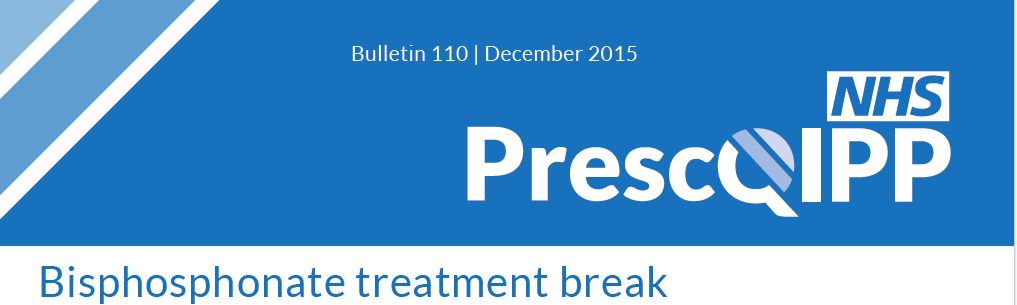 Bulletin 110 | December 2015
NHS
PrescQIPP
Bisphosphonate treatment break